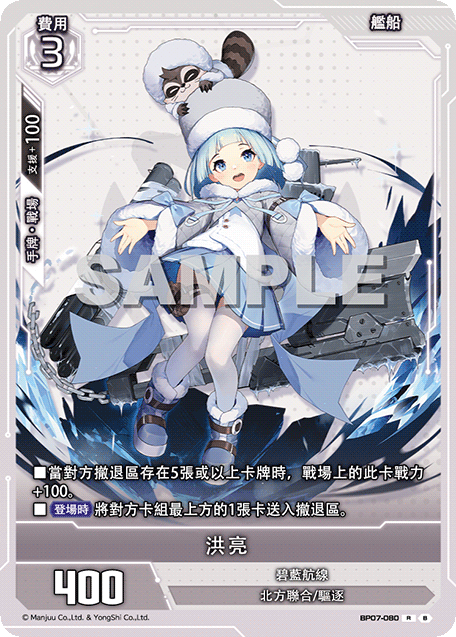 費用
3
艦船
支援+100
手牌·戰場
SAMPLE
■當對方撤退區存在5張或以上卡牌時，戰場上的此卡戰力
+100。
■ 登場時 將對方卡組最上方的1張卡送入撤退區。
洪亮
400
碧藍航線
北方聯合/驅逐
© Manjuu Co.,Ltd. & YongShi Co.,Ltd.
BP07-080 R B